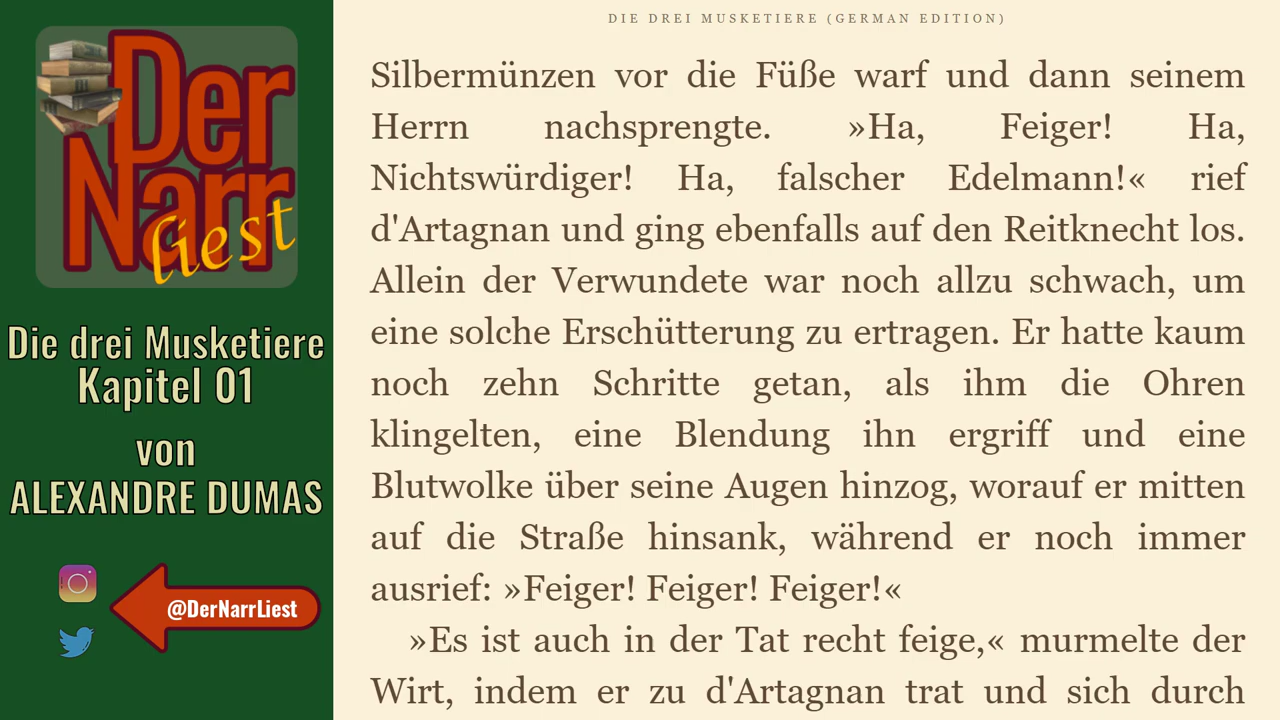 Der
Narr
liest
Die drei Musketiere
Kapitel 01
von
ALEXANDRE DUMAS
@DerNarrLiest
DIE DREI MUSKETIERE (GERMAN EDITION)
Silbermünzen vor die Füße warf und dann seinem
Herrn nachsprengte. »Ha, Feiger! Ha,
Nichtswürdiger! Ha, falscher Edelmann!« rief
d'Artagnan und ging ebenfalls auf den Reitknecht los.
Allein der Verwundete war noch allzu schwach, um
eine solche Erschütterung zu ertragen. Er hatte kaum
noch zehn Schritte getan, als ihm die Ohren
klingelten, eine Blendung ihn ergriff und eine
Blutwolke über seine Augen hinzog, worauf er mitten
auf die Straße hinsank, während er noch immer
ausrief: »Feiger! Feiger! Feiger!«
»Es ist auch in der Tat recht feige,« murmelte der
Wirt, indem er zu d'Artagnan trat und sich durch